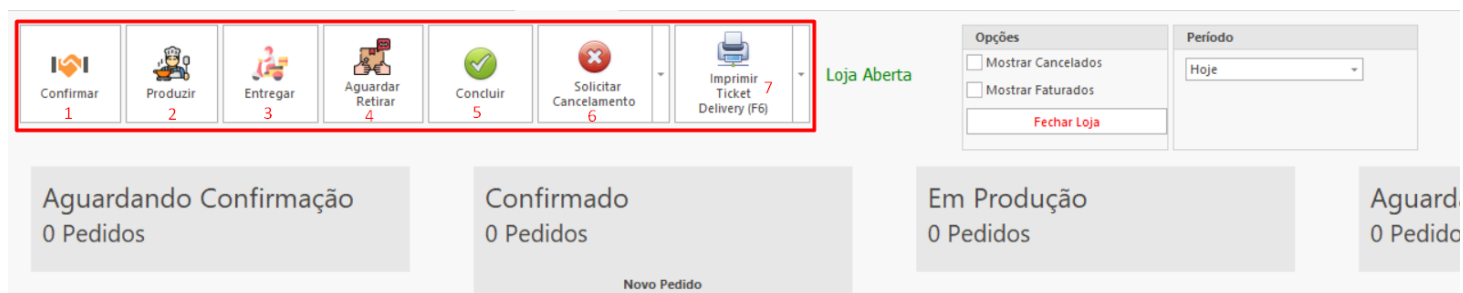 Confirmar
1
Produzir
2
Entregar
3
Aguardar
Retirar
4
Concluir
5
Solicitar
Cancelamento
6
Imprimir
Ticket
Delivery (F6)
7
Loja Aberta
Opções
Mostrar Cancelados
Mostrar Faturados
Fechar Loja
Período
Hoje
Aguardando Confirmação
0 Pedidos
Confirmado
0 Pedidos
Novo Pedido
Em Produção
0 Pedidos
Aguard
0 Pedido